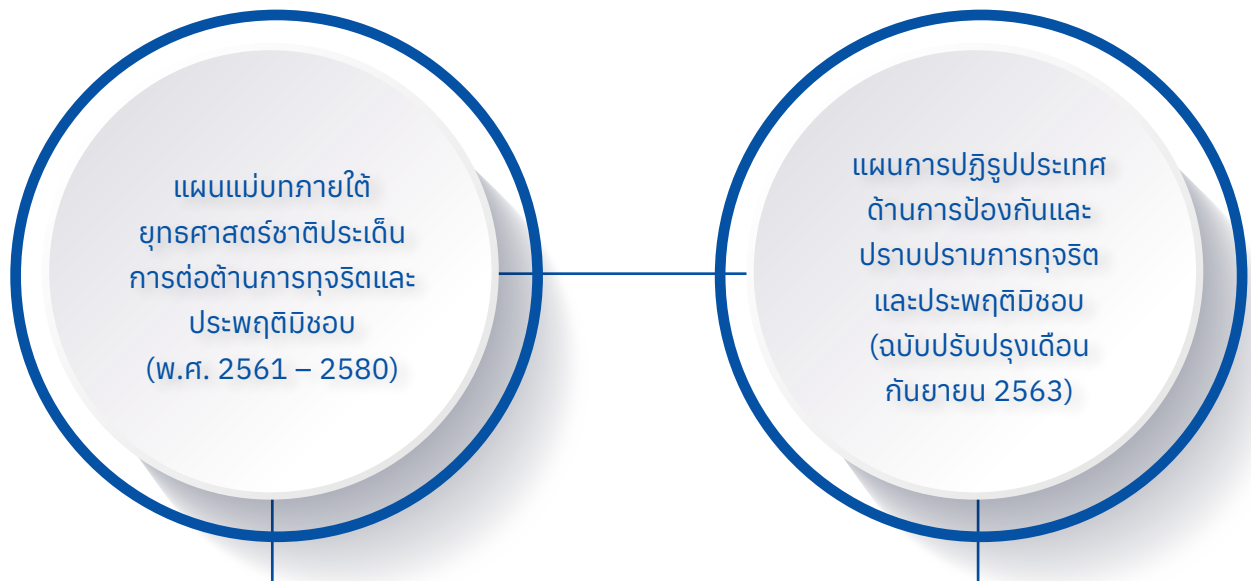 แผนแม่บทภายใต้
ยุทธศาสตร์ชาติประเด็น
การต่อต้านการทุจริตและ
ประพฤติมิชอบ
(พ.ศ. 2561 – 2580)
แผนการปฏิรูปประเทศ
ด้านการป้องกันและ
ปราบปรามการทุจริต
และประพฤติมิชอบ
(ฉบับปรับปรุงเดือน
กันยายน 2563)